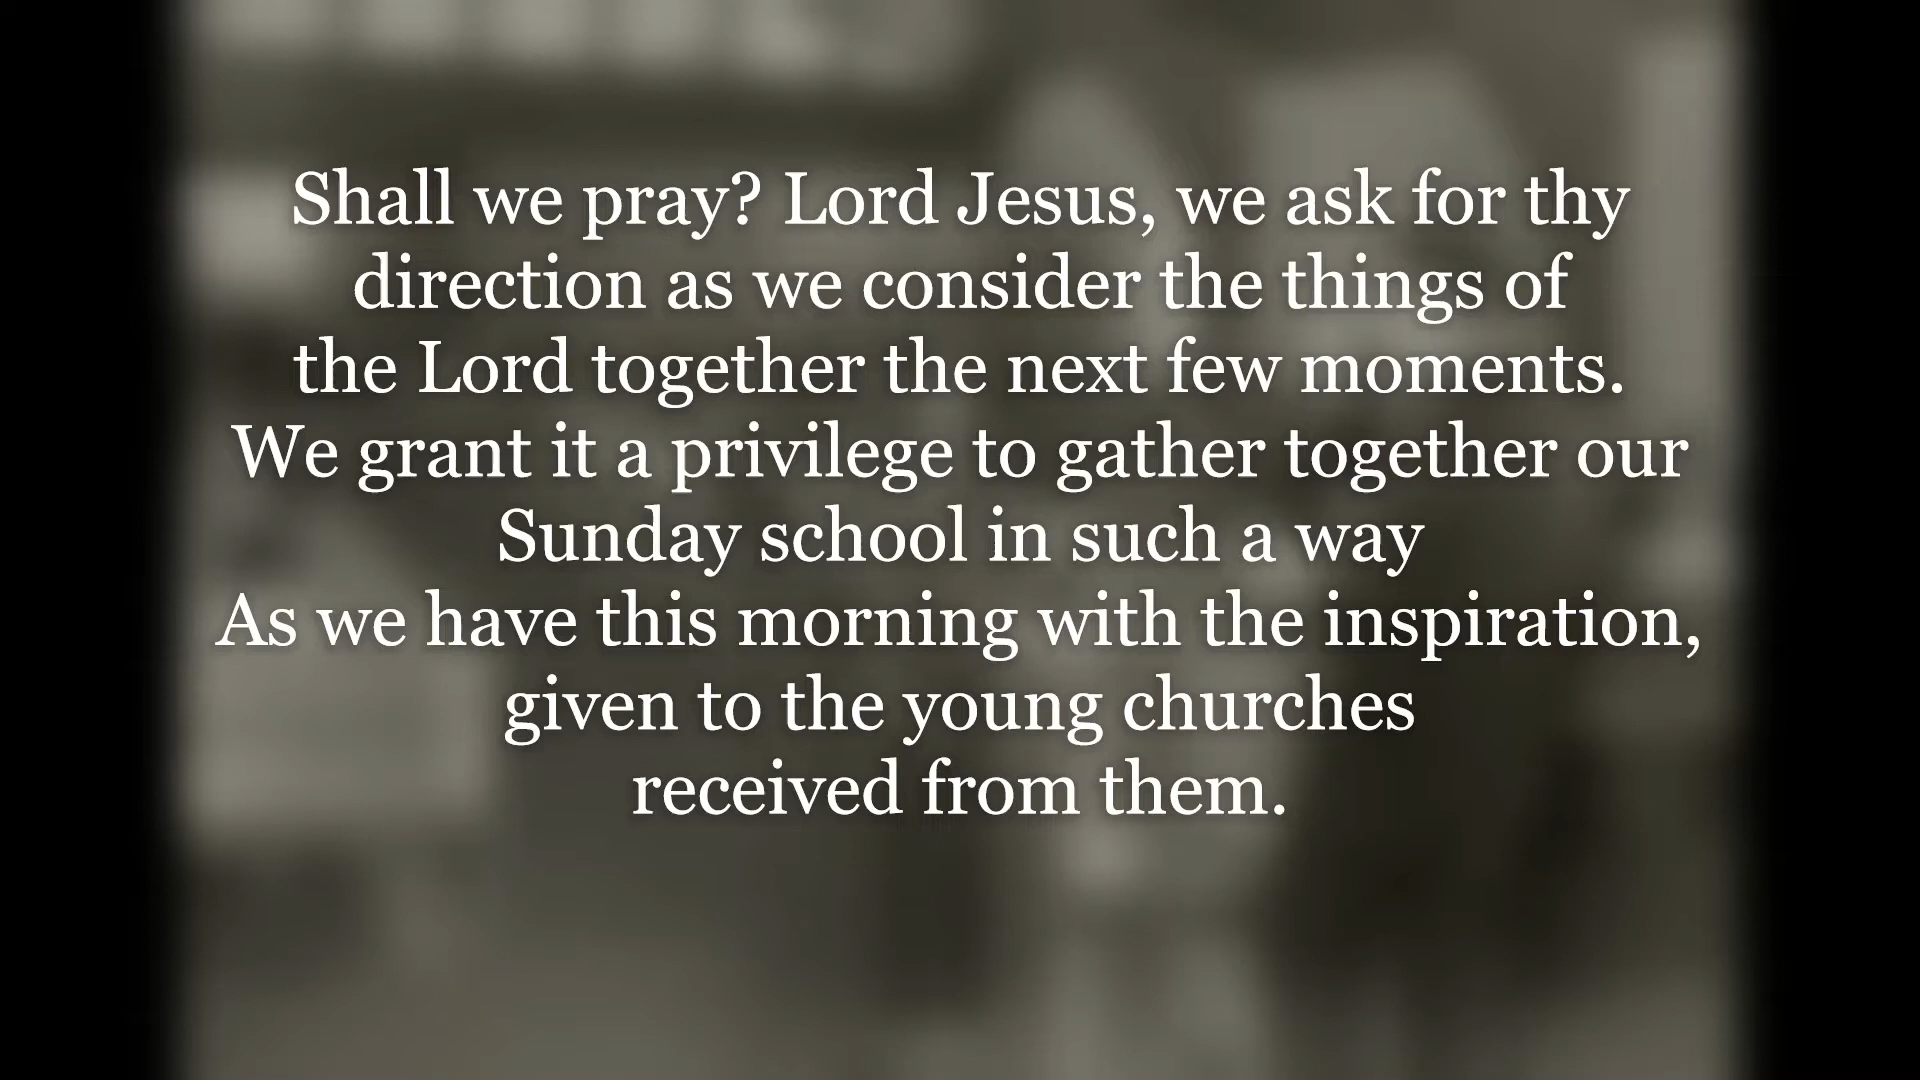 Shall we pray? Lord Jesus, we ask for thy
direction as we consider the things of
the Lord together the next few moments.
We grant it a privilege to gather together our
Sunday school in such a way
As we have this morning with the inspiration,
given to the young churches
received from them.